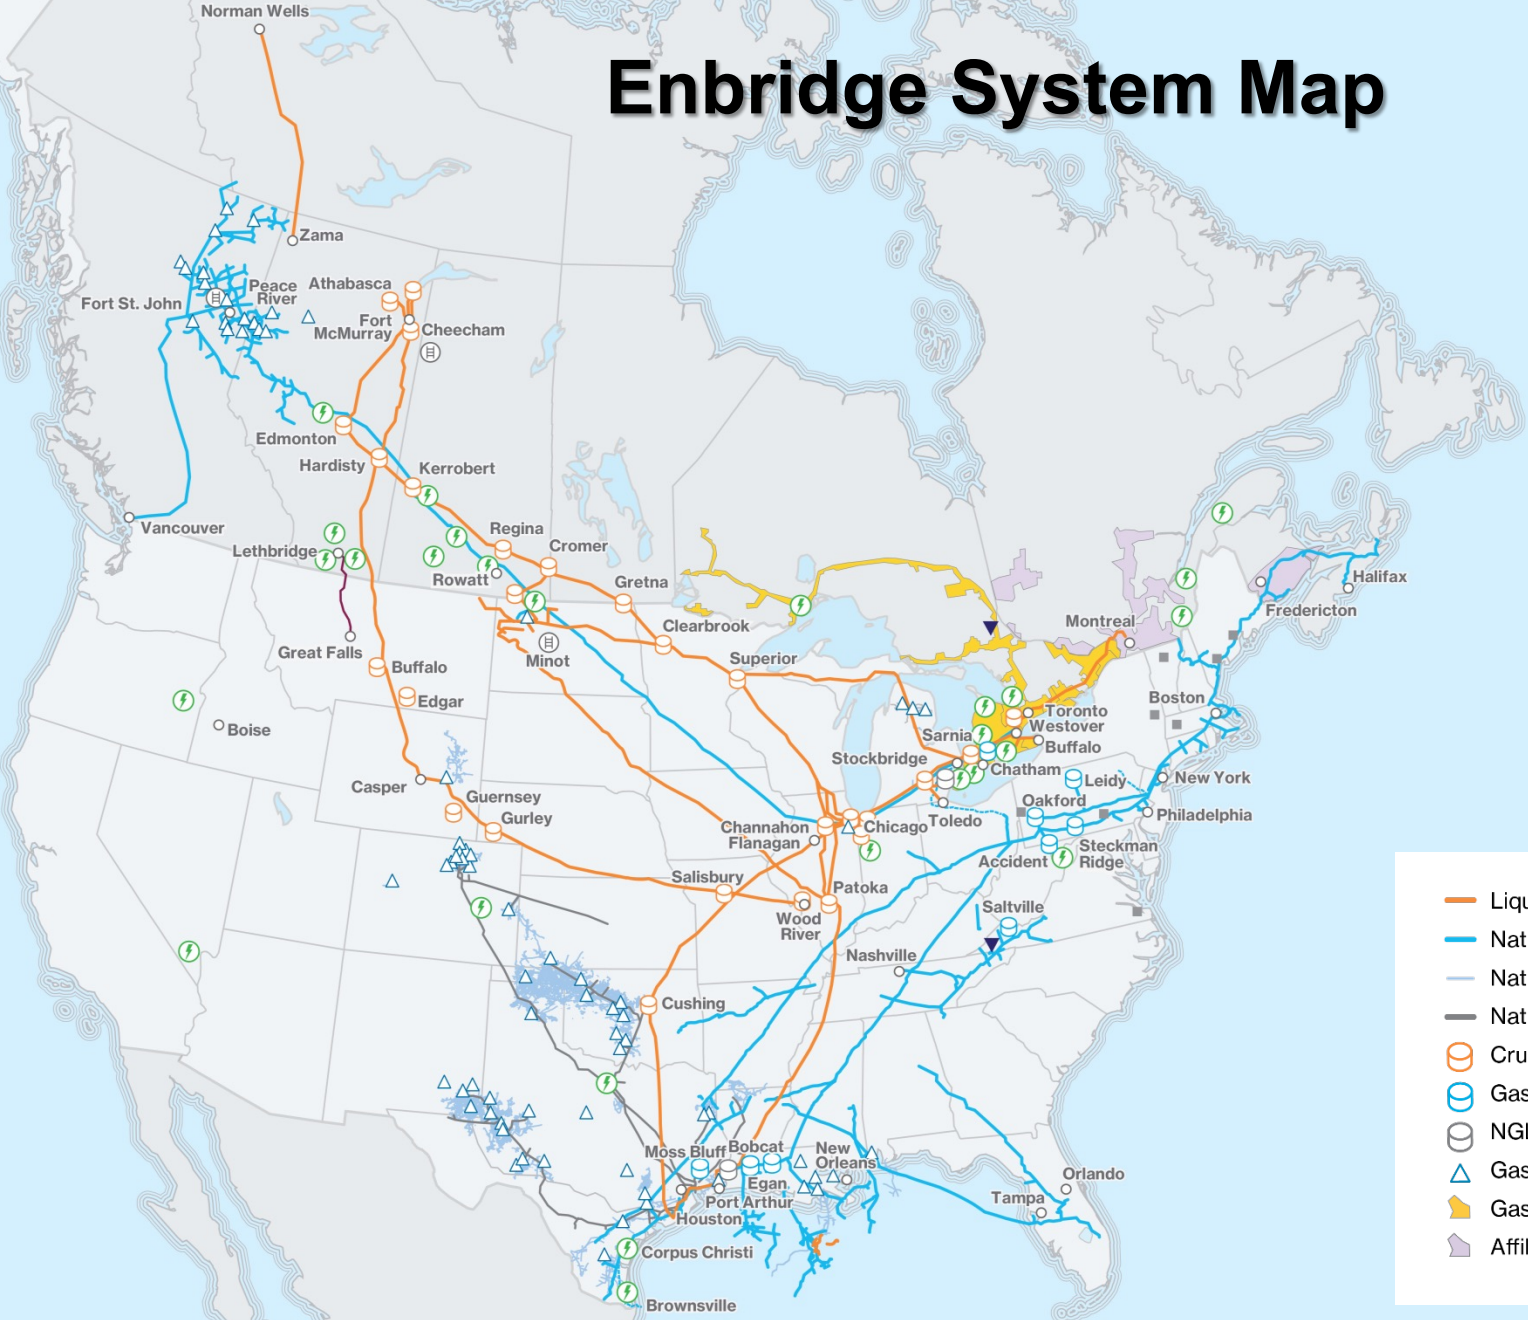 Norman Wells
Enbridge System Map
Zama
Fort St. John
Peace
River
Athabasca
Fort
McMurray
Cheecham
Edmonton
Hardisty
Kerrobert
Vancouver
Regina
Cromer
Lethbridge
Rowatt
Gretna
Halifax
Fredericton
Great Falls
Minot
Clearbrook
Montreal
Buffalo
Superior
Edgar
Boston
Boise
Toronto
Westover
Sarnia
Buffalo
Stockbridge
Chatham
Casper
Leidy
New York
Guernsey
Gurley
Oakford
Philadelphia
Channahon
Flanagan
Chicago
Toledo
Accident
Steckman
Ridge
Salisbury
Patoka
Wood
River
Saltville
Nashville
Cushing
Moss Bluff
Bobcat
New
Orleans
Egan
Port Arthur
Houston
Orlando
Tampa
Corpus Christi
Brownsville
Liqu
Nat
Nat
Nat
Cru
Gas
NGL
Gas
Gas
Affil